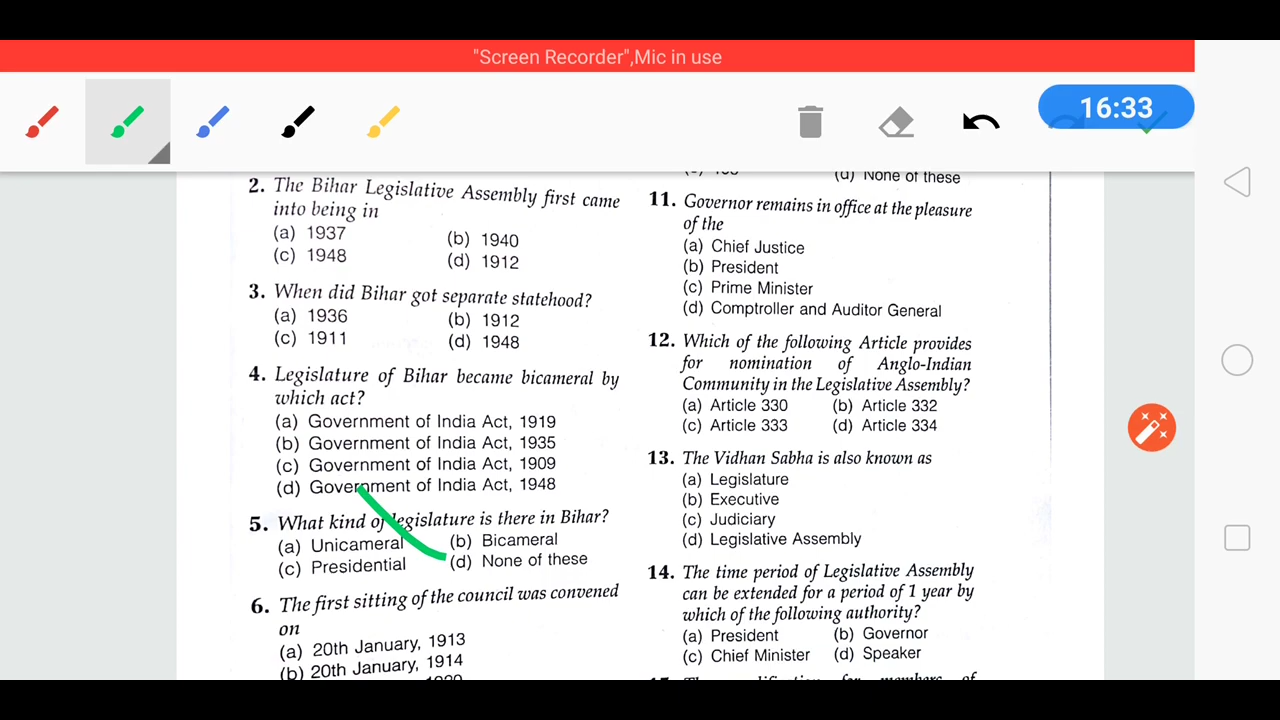 "Screen Recorder",Mic in use
16:33
2. The Bihar Legislative Assembly first came
into being in
(a) 1937 (b) 1940
(c) 1948 (d) 1912
3. When did Bihar got separate statehood?
(a) 1936 (b) 1912
(c) 1911 (d) 1948
4. Legislature of Bihar became bicameral by
which act?
(a) Government of India Act, 1919
(b) Government of India Act, 1935
(c) Government of India Act, 1909
(d) Government of India Act, 1948
5. What kind of legislature is there in Bihar?
(a) Unicameral (b) Bicameral
(c) Presidential (d) None of these
6. The first sitting of the council was convened
on
(a) 20th January, 1913
(b) 20th January, 1914
(d) None of these
11. Governor remains in office at the pleasure
of the
(a) Chief Justice
(b) President
(c) Prime Minister
(d) Comptroller and Auditor General
12. Which of the following Article provides
for nomination of Anglo-Indian
Community in the Legislative Assembly?
(a) Article 330 (b) Article 332
(c) Article 333 (d) Article 334
13. The Vidhan Sabha is also known as
(a) Legislature
(b) Executive
(c) Judiciary
(d) Legislative Assembly
14. The time period of Legislative Assembly
can be extended for a period of 1 year by
which of the following authority?
(a) President (b) Governor
(c) Chief Minister (d) Speaker